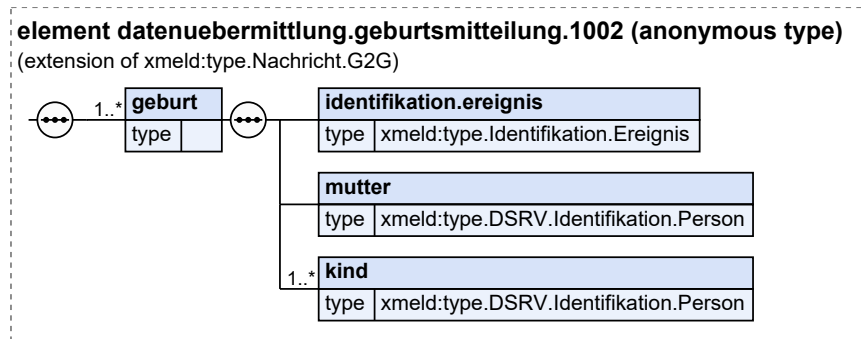 element datenuebermittlung.geburtsmitteilung.1002 (anonymous type)
(extension of xmeld:type.Nachricht.G2G)
1..* geburt
type
identifikation.ereignis
type xmeld:type.Identifikation.Ereignis
mutter
type xmeld:type.DSRV.Identifikation.Person
1..* kind
type xmeld:type.DSRV.Identifikation.Person